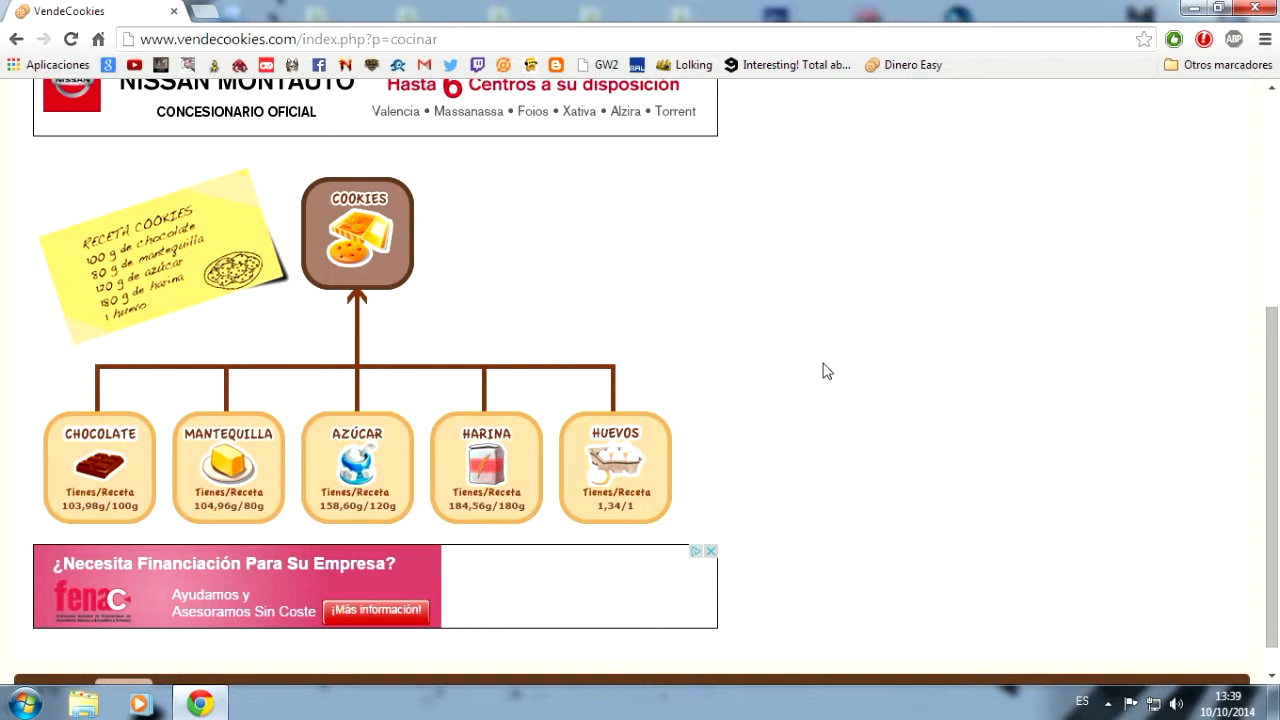 VendeCookies
www.vendecookies.com/index.php?p=cocinar
Aplicaciones
GW2
Lolking
Interesting! Total ab...
Dinero Easy
Otros marcadores
NISSAN MONTAUTO
CONCESIONARIO OFICIAL
Hasta 6 Centros a su disposición
Valencia • Massanassa • Foios • Xativa • Alzira • Torrent
RECETA COOKIES
100 g de chocolate
80 g de mantequilla
120 g de azúcar
180 g de harina
1 huevo
COOKIES
CHOCOLATE
Tienes/Receta
103,98g/100g
MANTEQUILLA
Tienes/Receta
104,96g/80g
AZÚCAR
Tienes/Receta
158,60g/120g
HARINA
Tienes/Receta
184,56g/180g
HUEVOS
Tienes/Receta
1,34/1
¿Necesita Financiación Para Su Empresa?
fenac
Ayudamos y
Asesoramos Sin Coste
¡Más información!
ES
13:39
10/10/2014